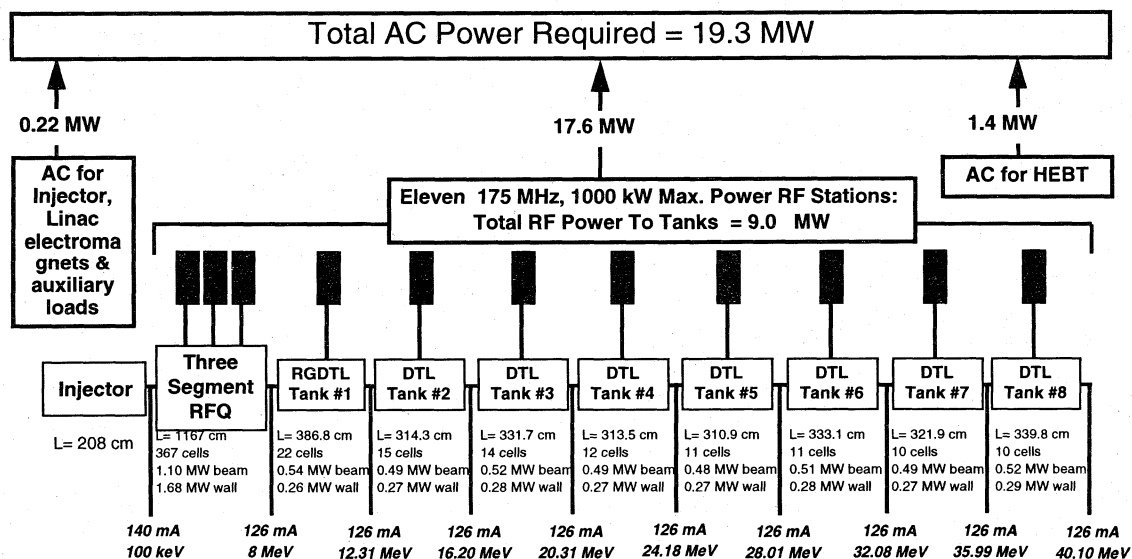 Total AC Power Required = 19.3 MW
0.22 MW
17.6 MW
1.4 MW
AC for
Injector,
Linac
electroma
gnets &
auxiliary
loads
Eleven 175 MHz, 1000 kW Max. Power RF Stations:
Total RF Power To Tanks = 9.0 MW
AC for HEBT
Injector
L= 208 cm
Three
Segment
RFQ
L= 1167 cm
367 cells
1.10 MW beam
1.68 MW wall
RGDTL
Tank #1
L= 386.8 cm
22 cells
0.54 MW beam
0.26 MW wall
DTL
Tank #2
L= 314.3 cm
15 cells
0.49 MW beam
0.27 MW wall
DTL
Tank #3
L= 331.7 cm
14 cells
0.52 MW beam
0.28 MW wall
DTL
Tank #4
L= 313.5 cm
12 cells
0.49 MW beam
0.27 MW wall
DTL
Tank #5
L= 310.9 cm
11 cells
0.48 MW beam
0.27 MW wall
DTL
Tank #6
L= 333.1 cm
11 cells
0.51 MW beam
0.28 MW wall
DTL
Tank #7
L= 321.9 cm
10 cells
0.49 MW beam
0.27 MW wall
DTL
Tank #8
L= 339.8 cm
10 cells
0.52 MW beam
0.29 MW wall
140 mA
100 keV
126 mA
8 MeV
126 mA
12.31 MeV
126 mA
16.20 MeV
126 mA
20.31 MeV
126 mA
24.18 MeV
126 mA
28.01 MeV
126 mA
32.08 MeV
126 mA
35.99 MeV
126 mA
40.10 MeV